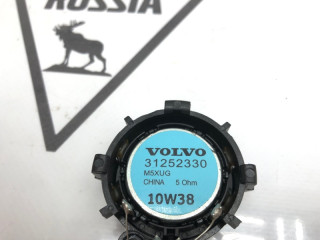 RUSSIA
VOLVO
31252330
M5XUG
CHINA 5 Ohm
10W38